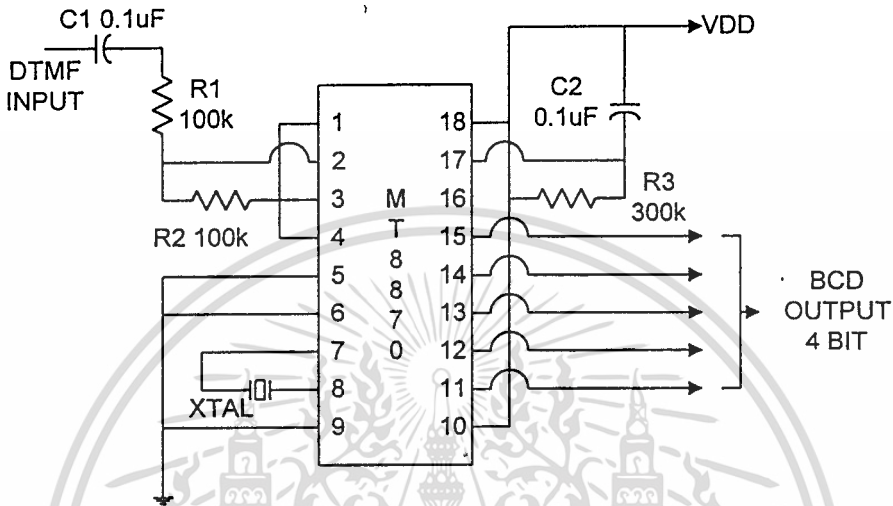 C1 0.1uF
DTMF
INPUT
R1
100k
R2 100k
XTAL
1
2
3
4
5
6
7
8
9
M
T
8
8
7
0
18
17
16
15
14
13
12
11
10
VDD
C2
0.1uF
R3
300k
BCD
OUTPUT
4 BIT